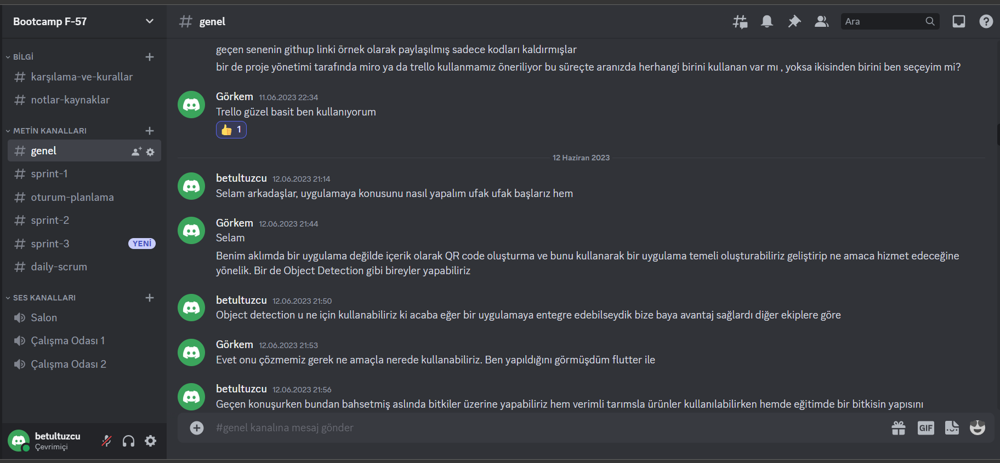 Bootcamp F-57
BİLGİ
karşılama-ve-kurallar
notlar-kaynaklar
METİN KANALLARI
genel
sprint-1
oturum-planlama
sprint-2
sprint-3
YENİ
daily-scrum
SES KANALLARI
Salon
Çalışma Odası 1
Çalışma Odası 2
betultuzcu
Çevrimiçi
genel
Ara
geçen senenin githup linki örnek olarak paylaşılmış sadece kodları kaldırmışlar
bir de proje yönetimi tarafında miro ya da trello kullanmamız öneriliyor bu süreçte aranızda herhangi birini kullanan var mı , yoksa ikisinden birini ben seçeyim mi?
Görkem 11.06.2023 22:34
Trello güzel basit ben kullanıyorum
1
12 Haziran 2023
betultuzcu 12.06.2023 21:14
Selam arkadaşlar, uygulamaya konusunu nasıl yapalım ufak ufak başlarız hem
Görkem 12.06.2023 21:44
Selam
Benim aklımda bir uygulama değilde içerik olarak QR code oluşturma ve bunu kullanarak bir uygulama temeli oluşturabiliriz geliştirip ne amaca hizmet edeceğine
yönelik. Bir de Object Detection gibi bireyler yapabiliriz
betultuzcu 12.06.2023 21:50
Object detection u ne için kullanabiliriz ki acaba eğer bir uygulamaya entegre edebilseydik bize baya avantaj sağlardı diğer ekiplere göre
Görkem 12.06.2023 21:53
Evet onu çözmemiz gerek ne amaçla nerede kullanabiliriz. Ben yapıldığını görmüşdüm flutter ile
betultuzcu 12.06.2023 21:56
Geçen konuşurken bundan bahsetmiş aslında bitkiler üzerine yapabiliriz hem verimli tarımsla ürünler kullanılabilirken hemde eğitimde bir bitkisin yapısını
#genel kanalına mesaj gönder
GIF